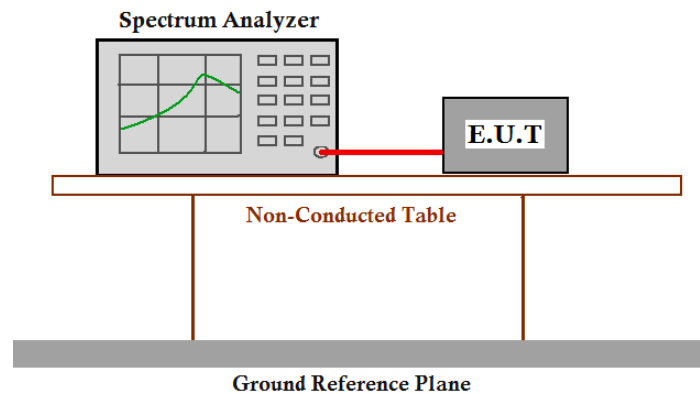 Spectrum Analyzer
E.U.T
Non-Conducted Table
Ground Reference Plane